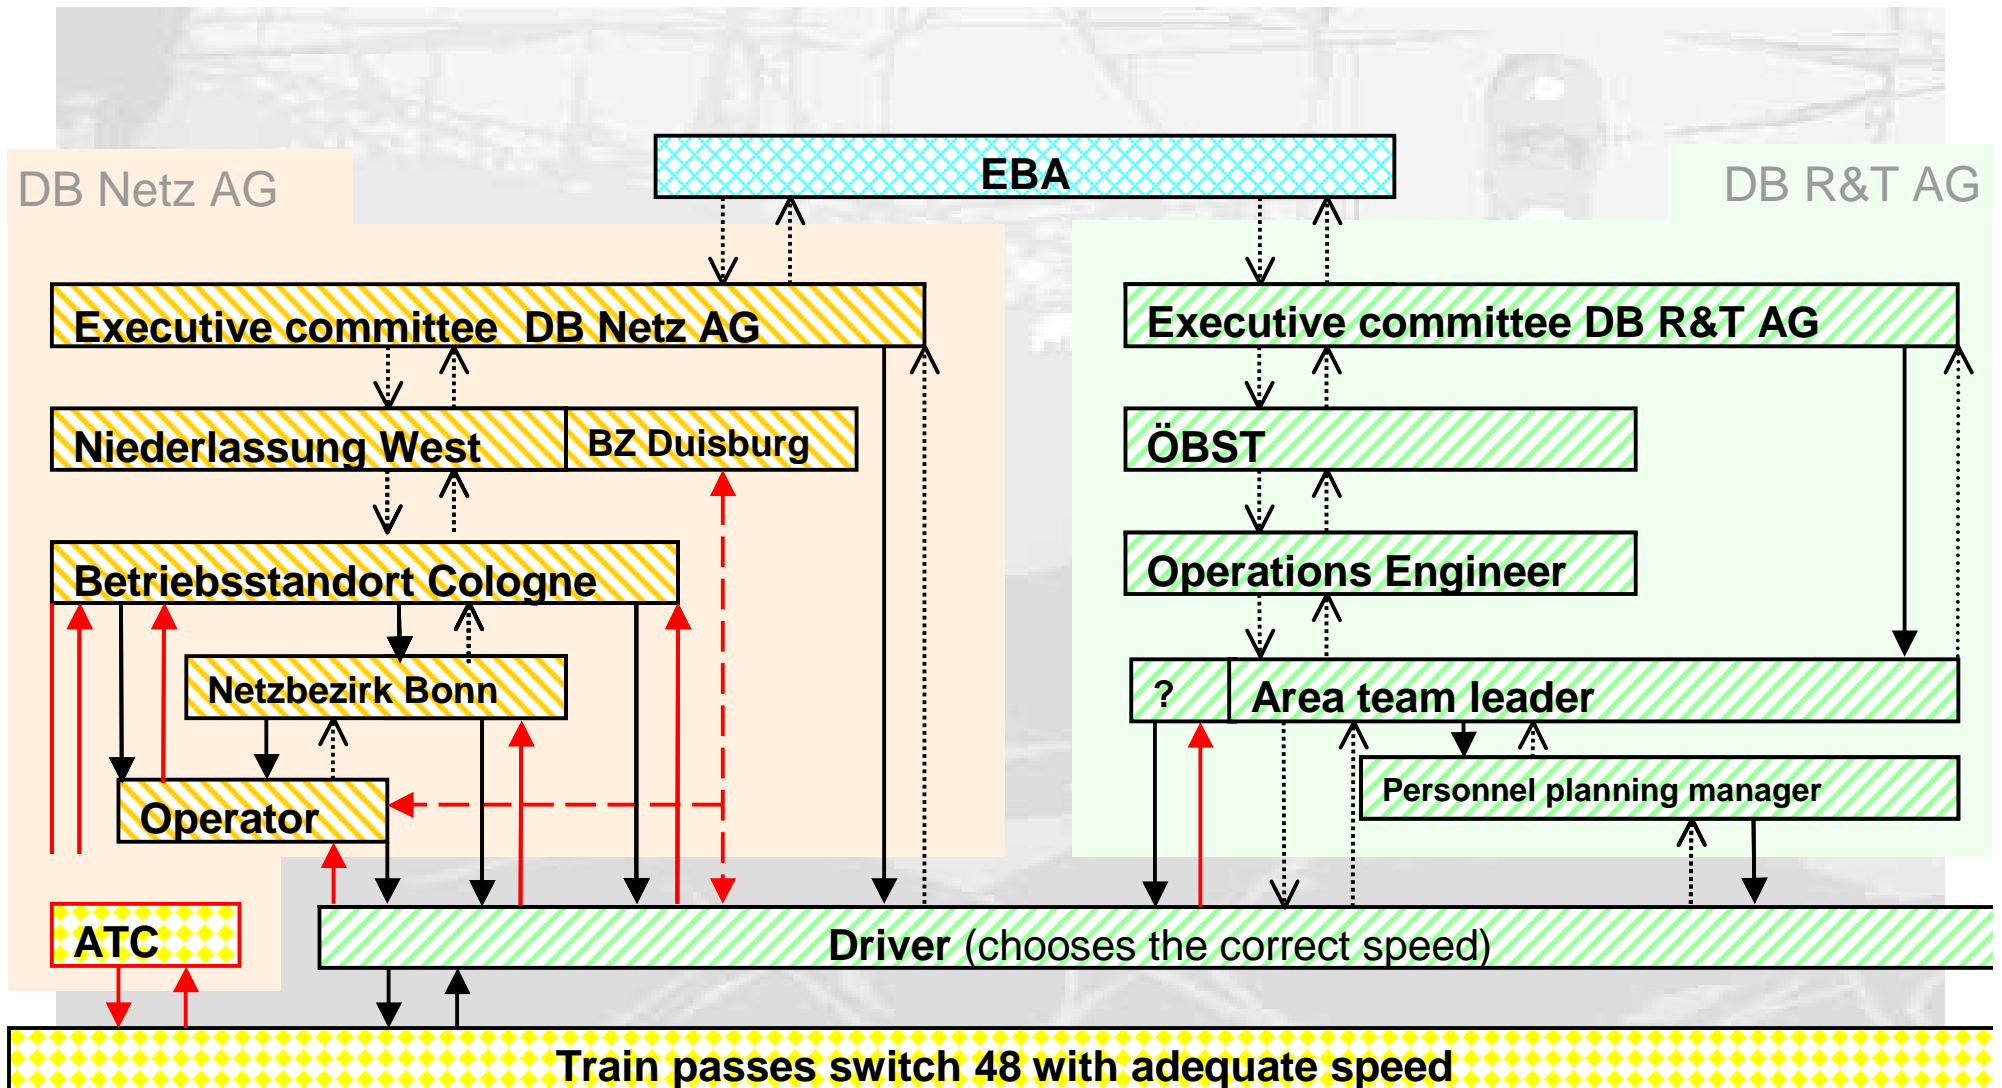 EBA
DB Netz AG
DB R&T AG
Executive committee DB Netz AG
Executive committee DB R&T AG
Niederlassung West
BZ Duisburg
ÖBST
Betriebsstandort Cologne
Operations Engineer
Netzbezirk Bonn
?
Area team leader
Operator
Personnel planning manager
ATC
Driver (chooses the correct speed)
Train passes switch 48 with adequate speed